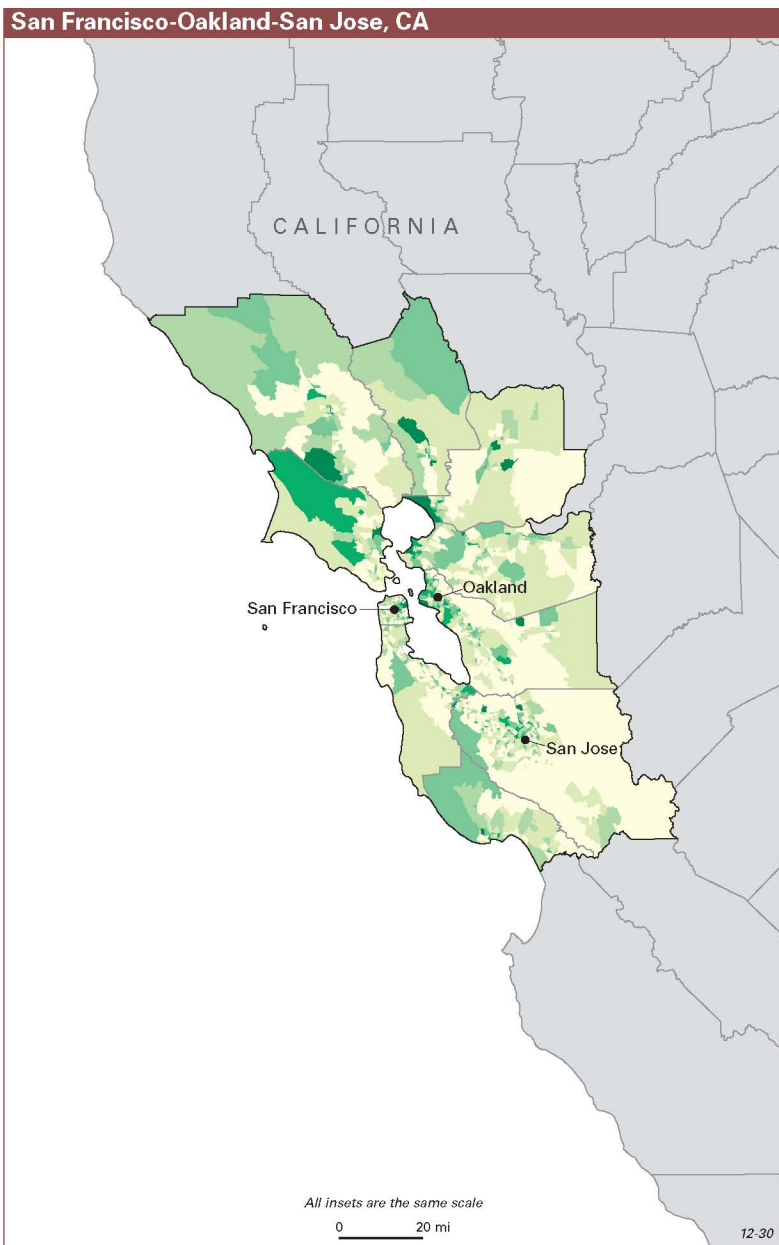 San Francisco-Oakland-San Jose, CA
CALIFORNIA
Oakland
San Francisco
San Jose
All insets are the same scale
0 20 mi
12-30